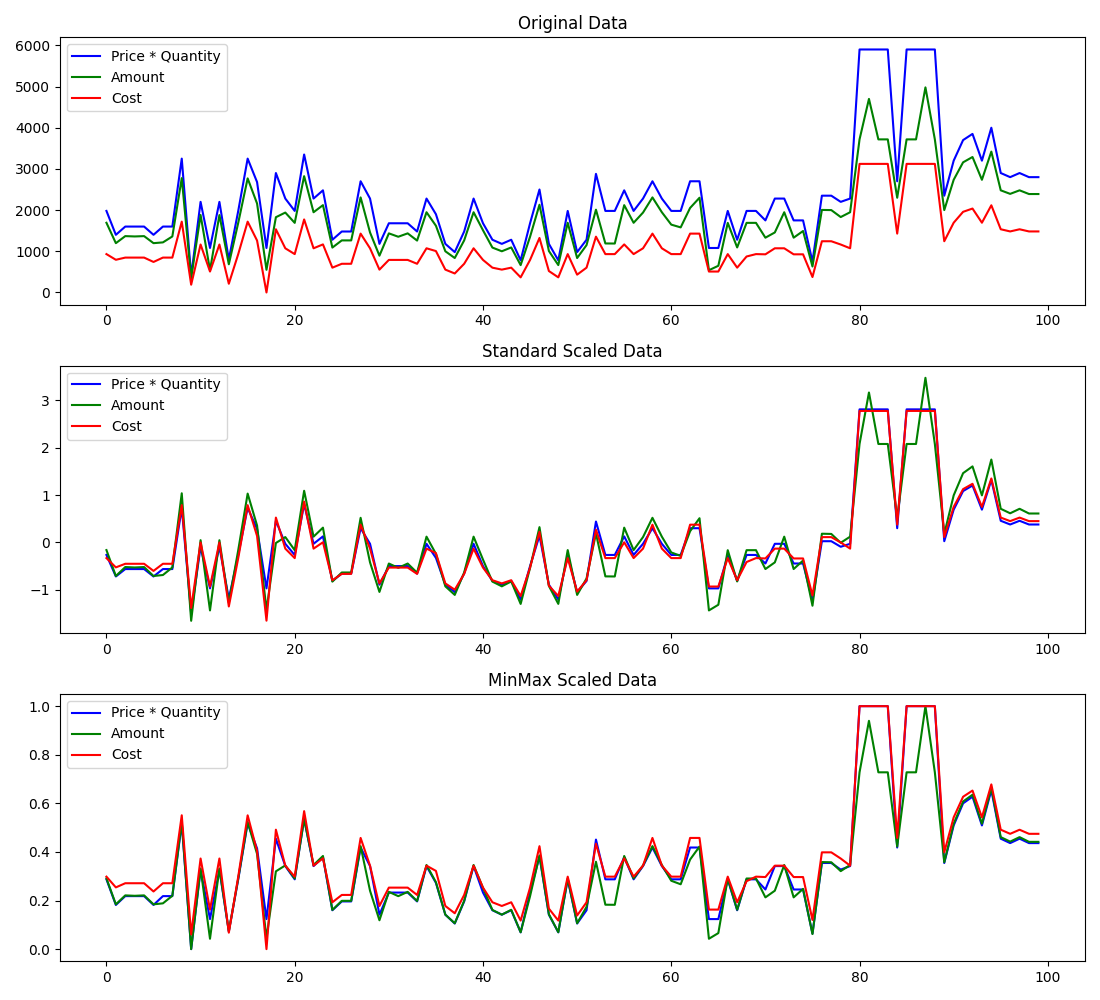 Original Data
Price * Quantity
Amount
Cost
6000
5000
4000
3000
2000
1000
0
0 20 40 60 80 100
Standard Scaled Data
Price * Quantity
Amount
Cost
3
2
1
0
−1
0 20 40 60 80 100
MinMax Scaled Data
Price * Quantity
Amount
Cost
1.0
0.8
0.6
0.4
0.2
0.0
0 20 40 60 80 100